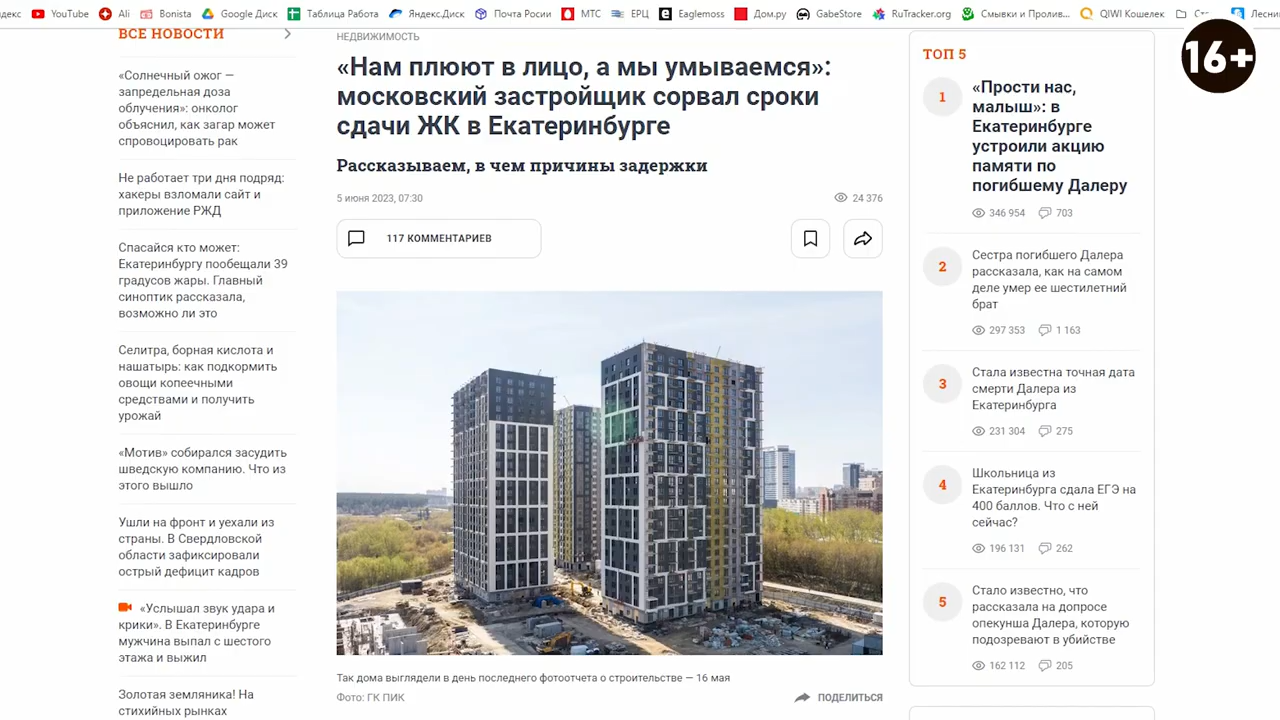 ндекс YouTube Ali Bonista Google Диск Таблица Работа Яндекс.Диск Почта Росии МТС ЕРЦ Eaglemoss Дом.ру GabeStore RuTracker.org Смывки и Пролив... QIWI Кошелек
16+
ВСЕ НОВОСТИ
«Солнечный ожог —
запредельная доза
облучения»: онколог
объяснил, как загар может
спровоцировать рак
Не работает три дня подряд:
хакеры взломали сайт и
приложение РЖД
Спасайся кто может:
Екатеринбургу пообещали 39
градусов жары. Главный
синоптик рассказала,
возможно ли это
Селитра, борная кислота и
нашатырь: как подкормить
овощи копеечными
средствами и получить
урожай
«Мотив» собирался засудить
шведскую компанию. Что из
этого вышло
Ушли на фронт и уехали из
страны. В Свердловской
области зафиксировали
острый дефицит кадров
«Услышал звук удара и
крики». В Екатеринбурге
мужчина выпал с шестого
этажа и выжил
Золотая земляника! На
стихийных рынках
НЕДВИЖИМОСТЬ
«Нам плюют в лицо, а мы умываемся»:
московский застройщик сорвал сроки
сдачи ЖК в Екатеринбурге
Рассказываем, в чем причины задержки
5 июня 2023, 07:30 24 376
117 КОММЕНТАРИЕВ
Так дома выглядели в день последнего фотоотчета о строительстве — 16 мая
Фото: ГК ПИК ПОДЕЛИТЬСЯ
ТОП 5
1 «Прости нас,
малыш»: в
Екатеринбурге
устроили акцию
памяти по
погибшему Далеру
346 954 703
2 Сестра погибшего Далера
рассказала, как на самом
деле умер ее шестилетний
брат
297 353 1 163
3 Стала известна точная дата
смерти Далера из
Екатеринбурга
231 304 275
4 Школьница из
Екатеринбурга сдала ЕГЭ на
400 баллов. Что с ней
сейчас?
196 131 262
5 Стало известно, что
рассказала на допросе
опекунша Далера, которую
подозревают в убийстве
162 112 205